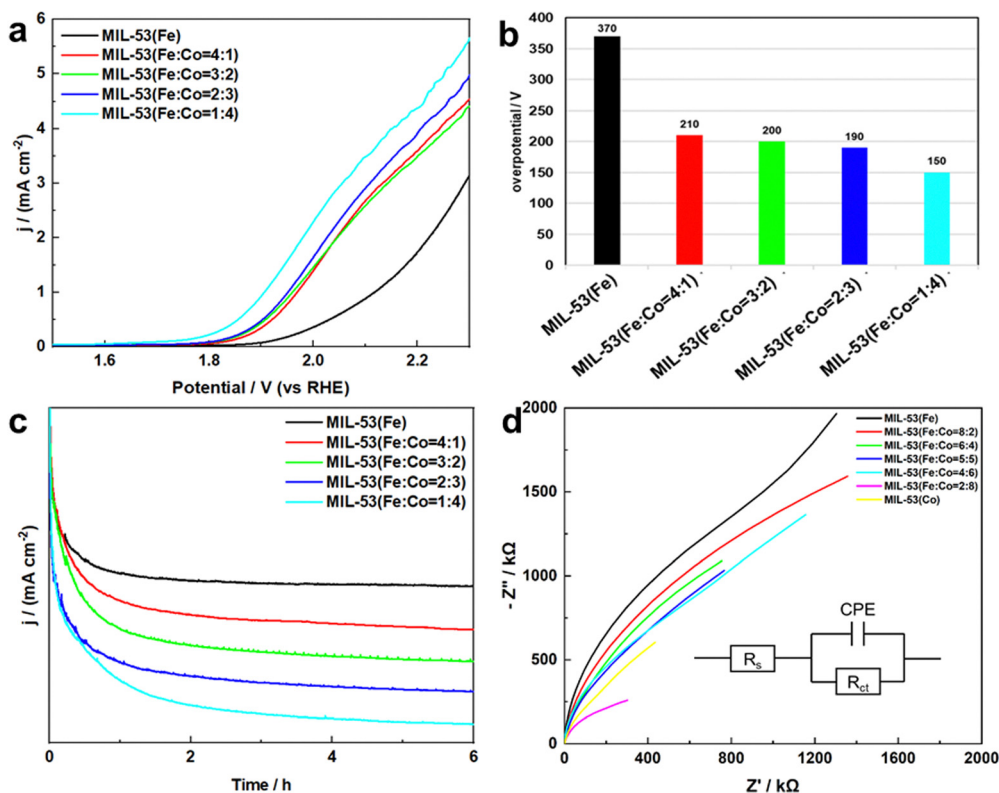 a
6
5
4
3
2
1
0
j / (mA cm-2)
MIL-53(Fe)
MIL-53(Fe:Co=4:1)
MIL-53(Fe:Co=3:2)
MIL-53(Fe:Co=2:3)
MIL-53(Fe:Co=1:4)
1.6
1.8
2.0
2.2
Potential / V (vs RHE)
b
400
350
300
250
200
150
100
50
0
overpotential / V
370
210
200
190
150
MIL-53(Fe)
MIL-53(Fe:Co=4:1)
MIL-53(Fe:Co=3:2)
MIL-53(Fe:Co=2:3)
MIL-53(Fe:Co=1:4)
c
j / (mA cm-2)
MIL-53(Fe)
MIL-53(Fe:Co=4:1)
MIL-53(Fe:Co=3:2)
MIL-53(Fe:Co=2:3)
MIL-53(Fe:Co=1:4)
0
2
4
6
Time / h
d
2000
1500
1000
500
0
- Z'' / kΩ
MIL-53(Fe)
MIL-53(Fe:Co=8:2)
MIL-53(Fe:Co=6:4)
MIL-53(Fe:Co=5:5)
MIL-53(Fe:Co=4:6)
MIL-53(Fe:Co=2:8)
MIL-53(Co)
CPE
Rs
Rct
0
400
800
1200
1600
2000
Z' / kΩ